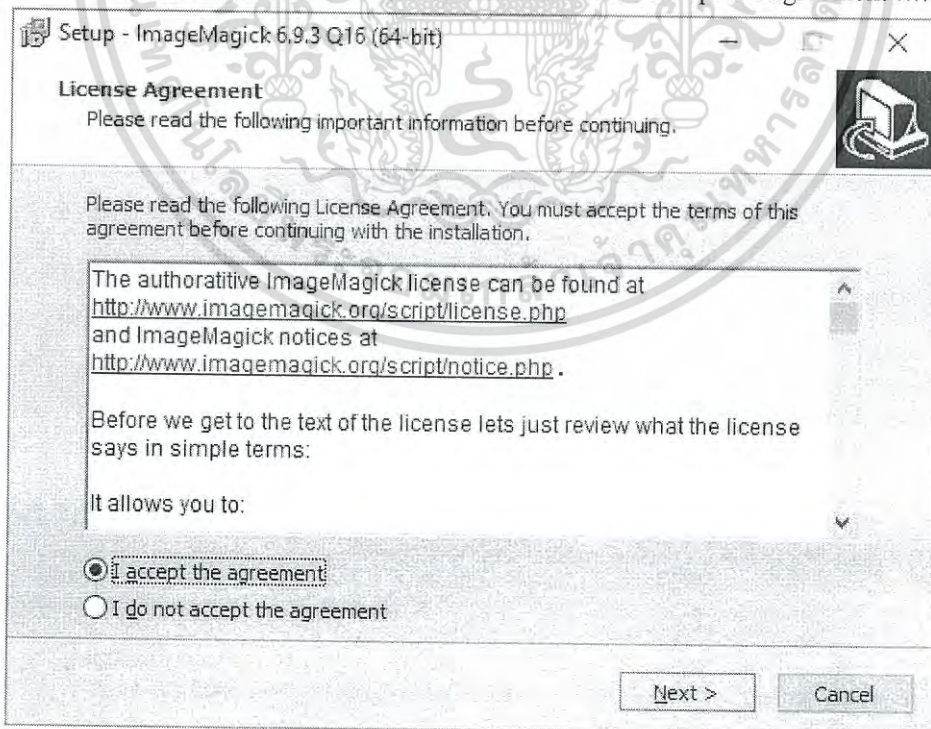 Setup - ImageMagick 6.9.3 Q16 (64-bit)
License Agreement
Please read the following important information before continuing.
Please read the following License Agreement. You must accept the terms of this
agreement before continuing with the installation.
The authoratitive ImageMagick license can be found at
http://www.imagemagick.org/script/license.php
and ImageMagick notices at
http://www.imagemagick.org/script/notice.php .
Before we get to the text of the license lets just review what the license
says in simple terms:
It allows you to:
I accept the agreement
I do not accept the agreement
Next >
Cancel